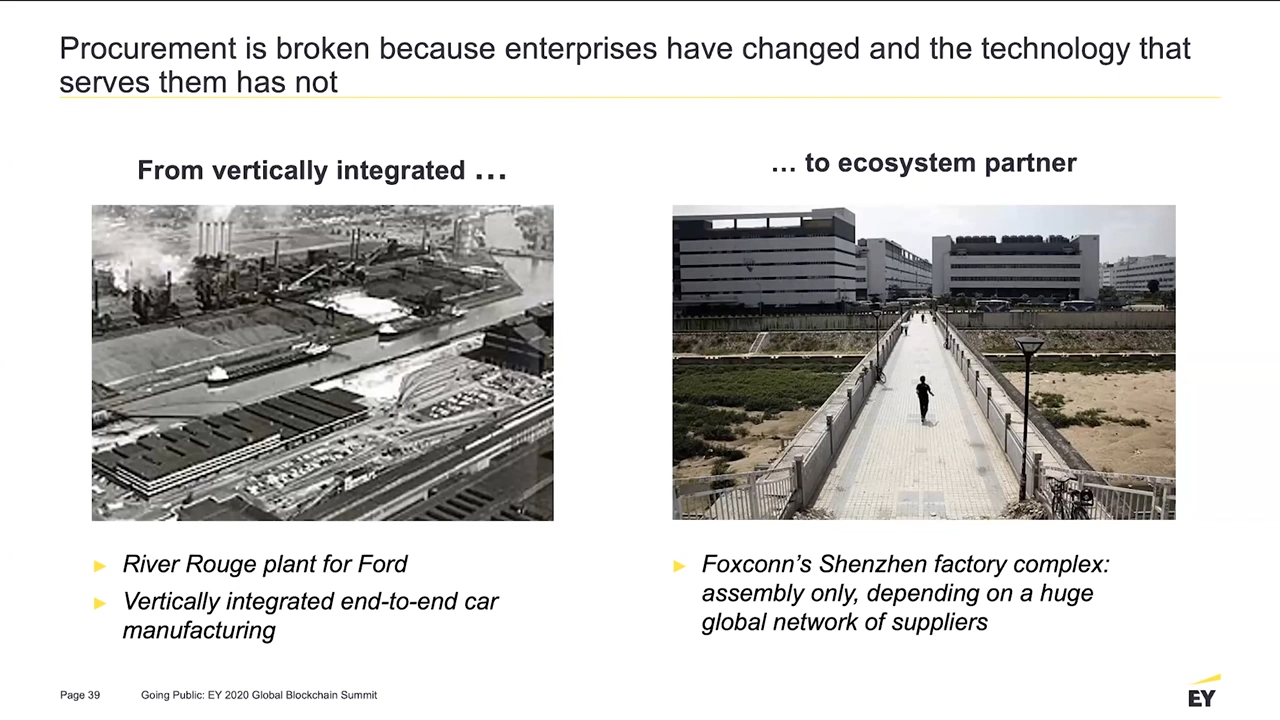 Procurement is broken because enterprises have changed and the technology that
serves them has not
From vertically integrated …
… to ecosystem partner
► River Rouge plant for Ford
► Vertically integrated end-to-end car
manufacturing
► Foxconn’s Shenzhen factory complex:
assembly only, depending on a huge
global network of suppliers
Page 39
Going Public: EY 2020 Global Blockchain Summit
EY